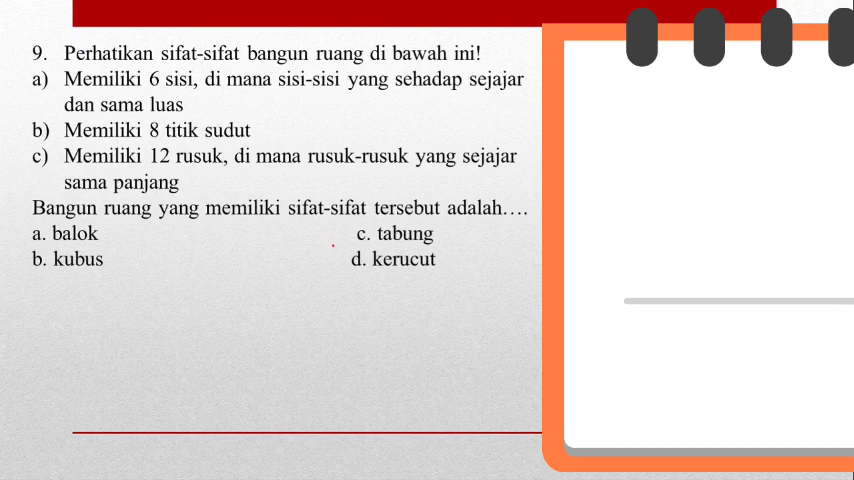 9. Perhatikan sifat-sifat bangun ruang di bawah ini!
a) Memiliki 6 sisi, di mana sisi-sisi yang sehadap sejajar
dan sama luas
b) Memiliki 8 titik sudut
c) Memiliki 12 rusuk, di mana rusuk-rusuk yang sejajar
sama panjang
Bangun ruang yang memiliki sifat-sifat tersebut adalah….
a. balok c. tabung
b. kubus d. kerucut